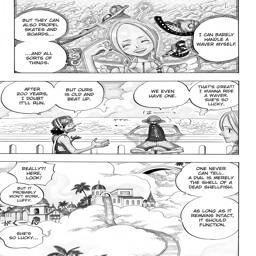 BUT THEY
CAN ALSO
PROPEL
SKATES AND
BOARDS...
...AND ALL
SORTS OF
THINGS.
I CAN BARELY
HANDLE A
WAVER MYSELF.
AFTER
200 YEARS,
I DOUBT
IT'LL RUN.
BUT OURS
IS OLD AND
BEAT UP.
WE EVEN
HAVE ONE.
THAT'S GREAT!
I WANNA RIDE
A WAVER.
SHE'S SO
LUCKY.
REALLY?!
HERE,
LOOK!
BUT IT
PROBABLY
WON'T WORK,
LUFFY.
SHE'S
SO LUCKY...
ONE NEVER
CAN TELL.
A DIAL IS MERELY
THE SHELL OF A
DEAD SHELLFISH.
AS LONG AS IT
REMAINS INTACT,
IT SHOULD
FUNCTION.